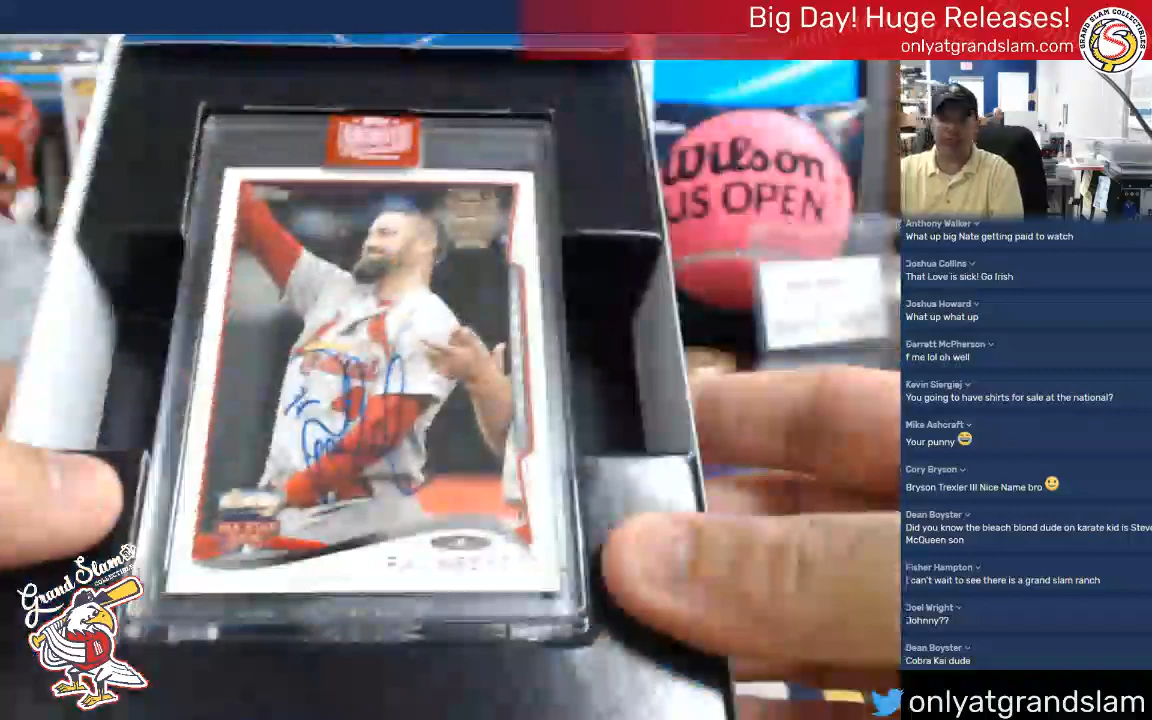 Big Day! Huge Releases!
onlyatgrandslam.com
GRAND SLAM COLLECTIBLES
S
Wilson
US OPEN
Anthony Walker
What up big Nate getting paid to watch
Joshua Collins
That Love is sick! Go Irish
Joshua Howard
What up what up
Garrett McPherson
f me lol oh well
Kevin Siergiej
You going to have shirts for sale at the national?
Mike Ashcraft
Your punny 😂
Cory Bryson
Bryson Trexler III Nice Name bro 🙂
Dean Boyster
Did you know the bleach blond dude on karate kid is Steve
McQueen son
Fisher Hampton
I can't wait to see there is a grand slam ranch
Joel Wright
Johnny??
Dean Boyster
Cobra Kai dude
Grand Slam
COLLECTIBLES
onlyatgrandslam